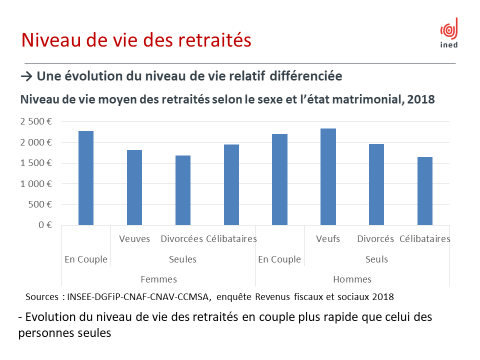 Niveau de vie des retraités
ined
→ Une évolution du niveau de vie relatif différenciée
Niveau de vie moyen des retraités selon le sexe et l'état matrimonial, 2018
2 500 €
2 000 €
1 500 €
1 000 €
500 €
0 €
Veuves Divorcées Célibataires Veufs Divorcés Célibataires
En Couple Seules En Couple Seuls
Femmes Hommes
Sources : INSEE-DGFiP-CNAF-CNAV-CCMSA, enquête Revenus fiscaux et sociaux 2018
- Evolution du niveau de vie des retraités en couple plus rapide que celui des
personnes seules